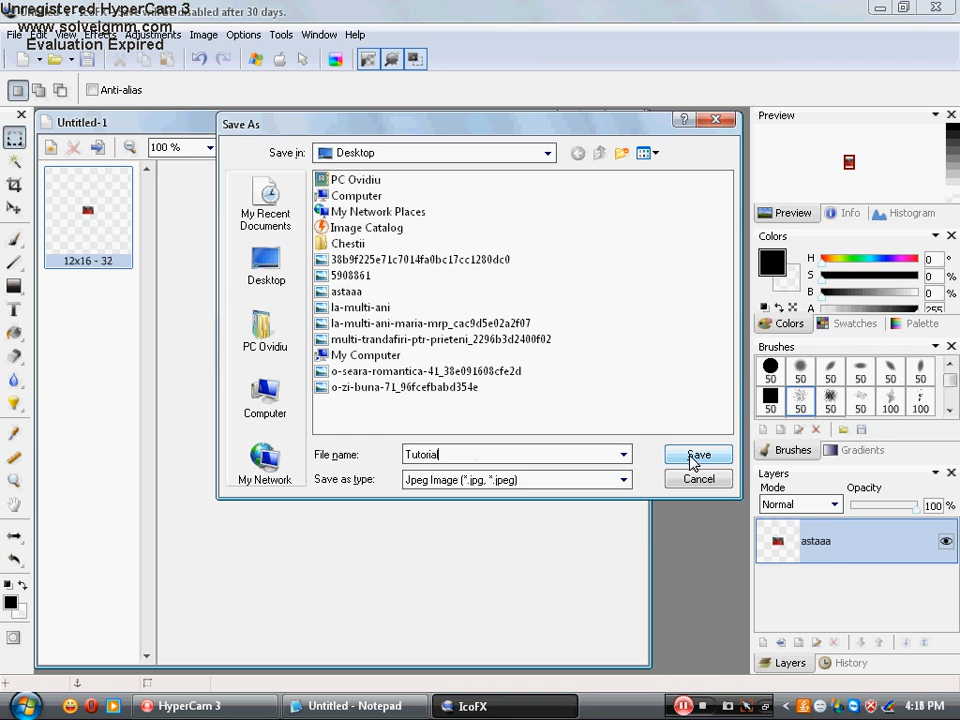 Unregistered HyperCam 3
will be disabled after 30 days.
www.solveigmm.com
Evaluation Expired
File Edit View Effects Adjustments Image Options Tools Window Help
Anti-alias
Untitled-1
100 %
12x16 - 32
Save As
Save in:
Desktop
My Recent
Documents
Desktop
PC Ovidiu
Computer
My Network
PC Ovidiu
Computer
My Network Places
Image Catalog
Chestii
38b9f225e71c7014fa0bc17cc1280dc0
5908861
astaaa
la-multi-ani
la-multi-ani-maria-mrp_cac9d5e02a2f07
multi-trandafiri-ptr-prieteni_2296b3d2400f02
My Computer
o-seara-romantica-41_38e091608cfe2d
o-zi-buna-71_96fcefbabd354e
File name:
Tutorial
Save
Save as type:
Jpeg Image (*.jpg, *.jpeg)
Cancel
Preview
Preview Info Histogram
Colors
H 0 °
S 0 %
B 0 %
A 255
Colors Swatches Palette
Brushes
50 50 50 50 50 50
50 50 50 50 100 100
Brushes Gradients
Layers
Mode Opacity
Normal 100 %
astaaa
Layers History
HyperCam 3
Untitled - Notepad
IcoFX
4:18 PM